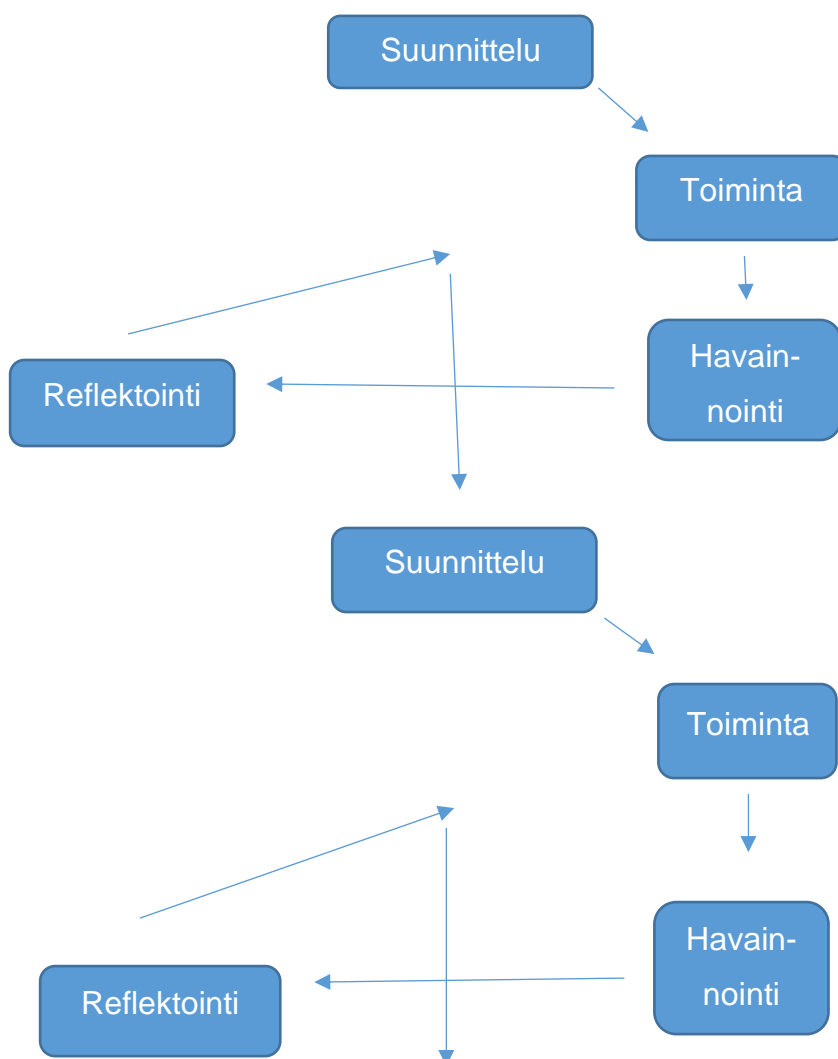 Suunnittelu
Toiminta
Havain-
nointi
Reflektointi
Suunnittelu
Toiminta
Havain-
nointi
Reflektointi